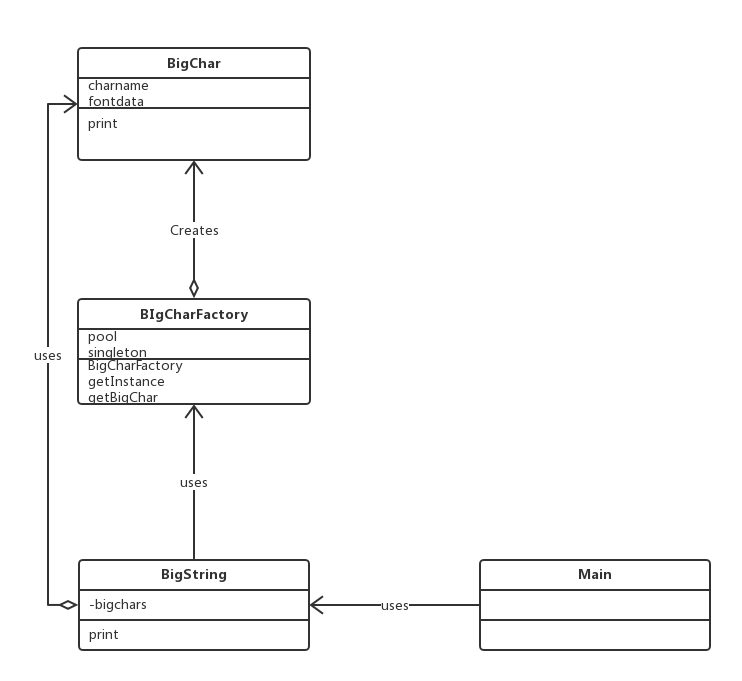 BigChar
charname
fontdata
print
Creates
BIgCharFactory
pool
singleton
BigCharFactory
getInstance
getBigChar
uses
uses
BigString
-bigchars
print
uses
Main